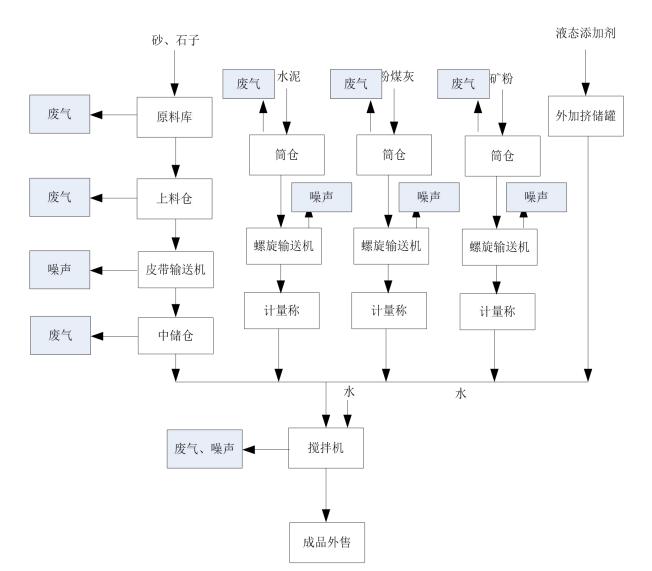 砂、石子
液态添加剂
废气
水泥
废气
粉煤灰
废气
矿粉
废气
原料库
外加挤储罐
筒仓
筒仓
筒仓
废气
上料仓
噪声
噪声
噪声
螺旋输送机
螺旋输送机
螺旋输送机
噪声
皮带输送机
计量称
计量称
计量称
废气
中储仓
水
水
废气、噪声
搅拌机
成品外售